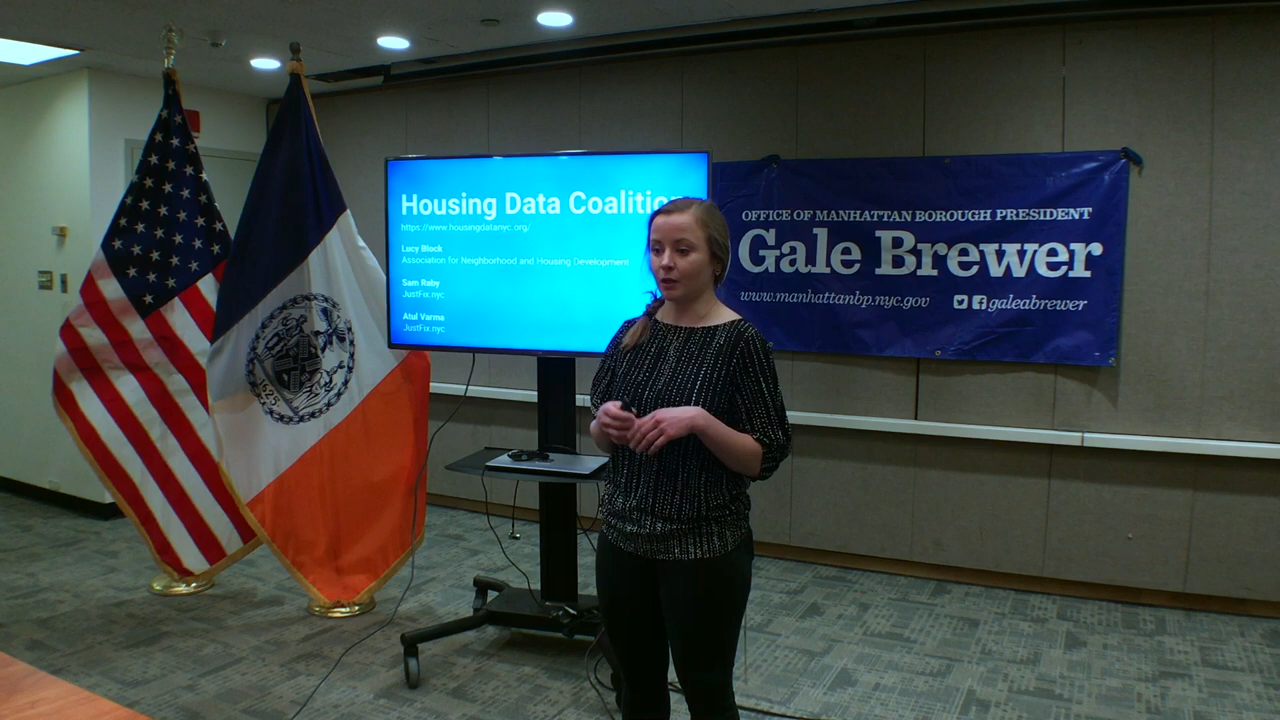 Housing Data Coalition
https://www.housingdatanyc.org/
Lucy Block
Association for Neighborhood and Housing Development
Sam Raby
JustFix.nyc
Atul Varma
JustFix.nyc
OFFICE OF MANHATTAN BOROUGH PRESIDENT
Gale Brewer
www.manhattanbp.nyc.gov galeabrewer
1625